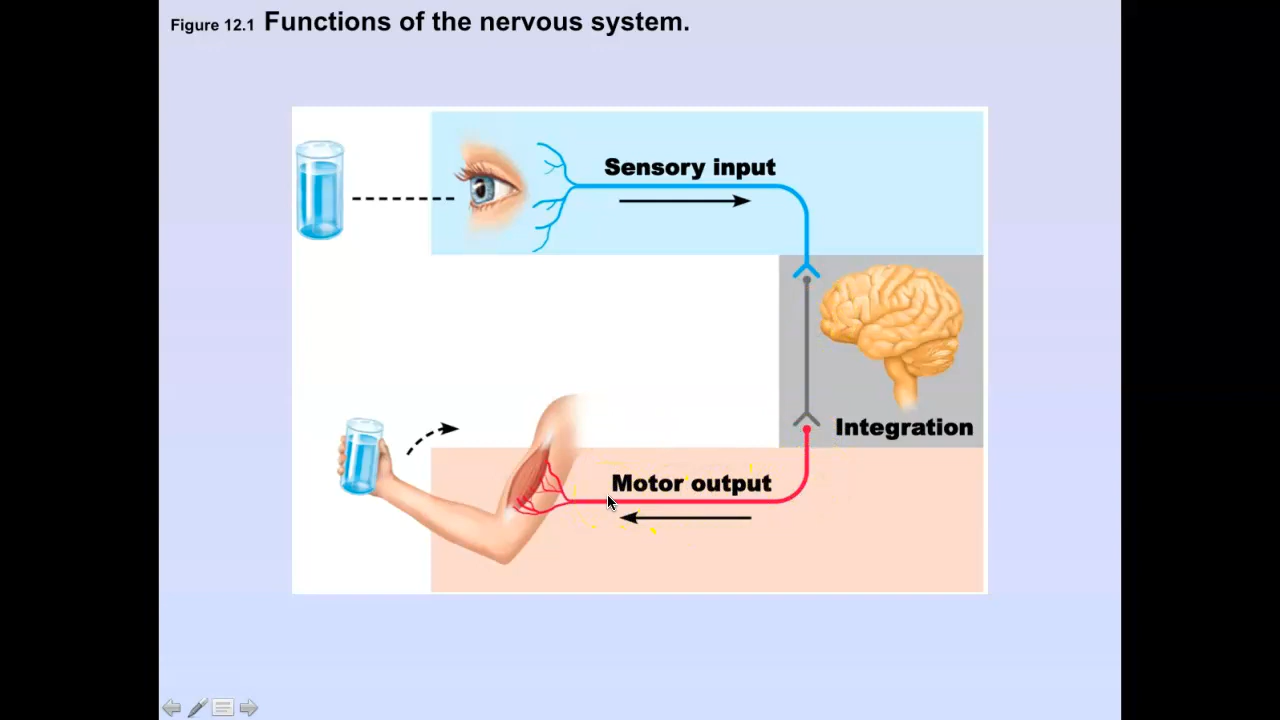 Figure 12.1 Functions of the nervous system.
Sensory input
Integration
Motor output